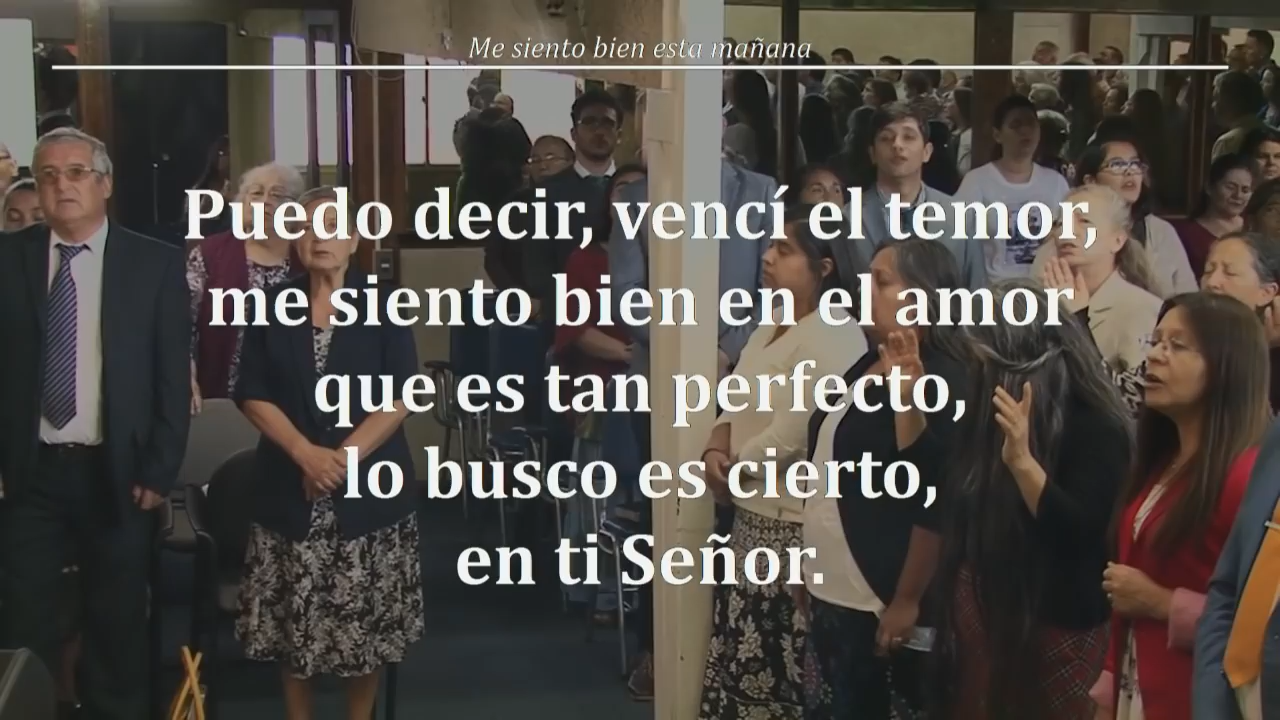 Me siento bien esta mañana
Puedo decir, vencí el temor,
me siento bien en el amor
que es tan perfecto,
lo busco es cierto,
en ti Señor.